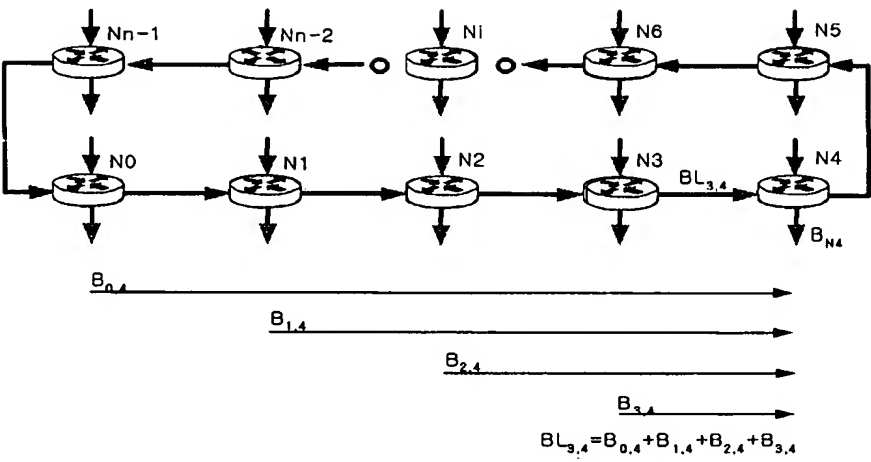 Nn-1 Nn-2 Ni N6 N5
N0 N1 N2 N3 BL3,4 N4
BN4
B0,4
B1,4
B2,4
B3,4
BL3,4=B0,4+B1,4+B2,4+B3,4